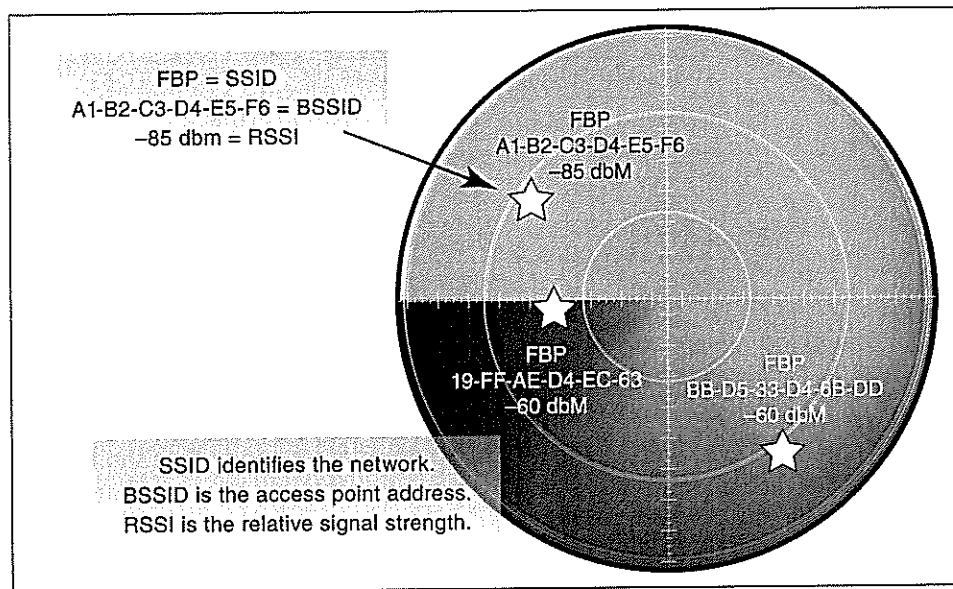 FBP = SSID
A1-B2-C3-D4-E5-F6 = BSSID
–85 dbm = RSSI
FBP
A1-B2-C3-D4-E5-F6
–85 dbM
FBP
19-FF-AE-D4-EC-63
–60 dbM
FBP
BB-D5-33-D4-6B-DD
–60 dbM
SSID identifies the network.
BSSID is the access point address.
RSSI is the relative signal strength.